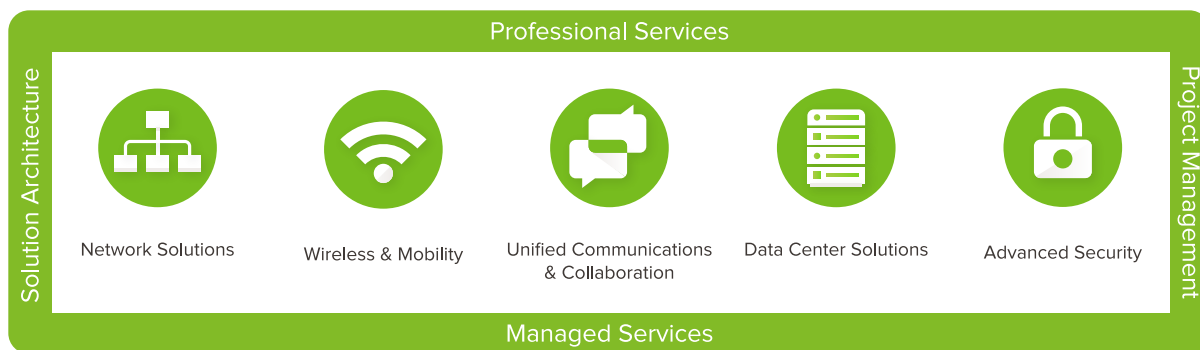 Professional Services
Solution Architecture
Project Management
Network Solutions
Wireless & Mobility
Unified Communications
& Collaboration
Data Center Solutions
Advanced Security
Managed Services